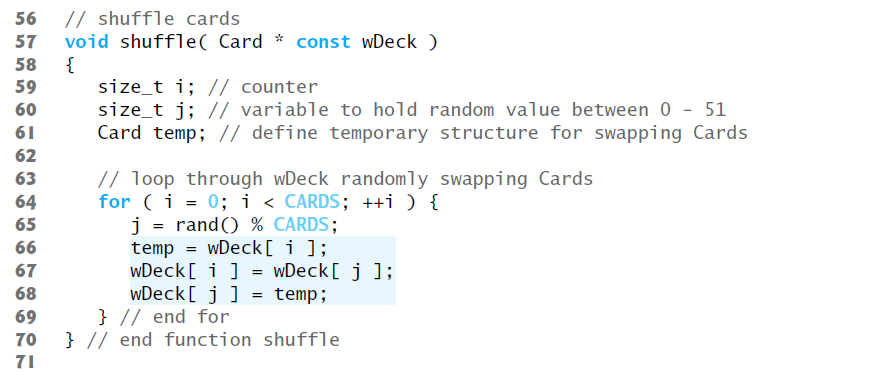 56 // shuffle cards
57 void shuffle( Card * const wDeck )
58 {
59    size_t i; // counter
60    size_t j; // variable to hold random value between 0 - 51
61    Card temp; // define temporary structure for swapping Cards
62
63    // loop through wDeck randomly swapping Cards
64    for ( i = 0; i < CARDS; ++i ) {
65       j = rand() % CARDS;
66       temp = wDeck[ i ];
67       wDeck[ i ] = wDeck[ j ];
68       wDeck[ j ] = temp;
69    } // end for
70 } // end function shuffle
71